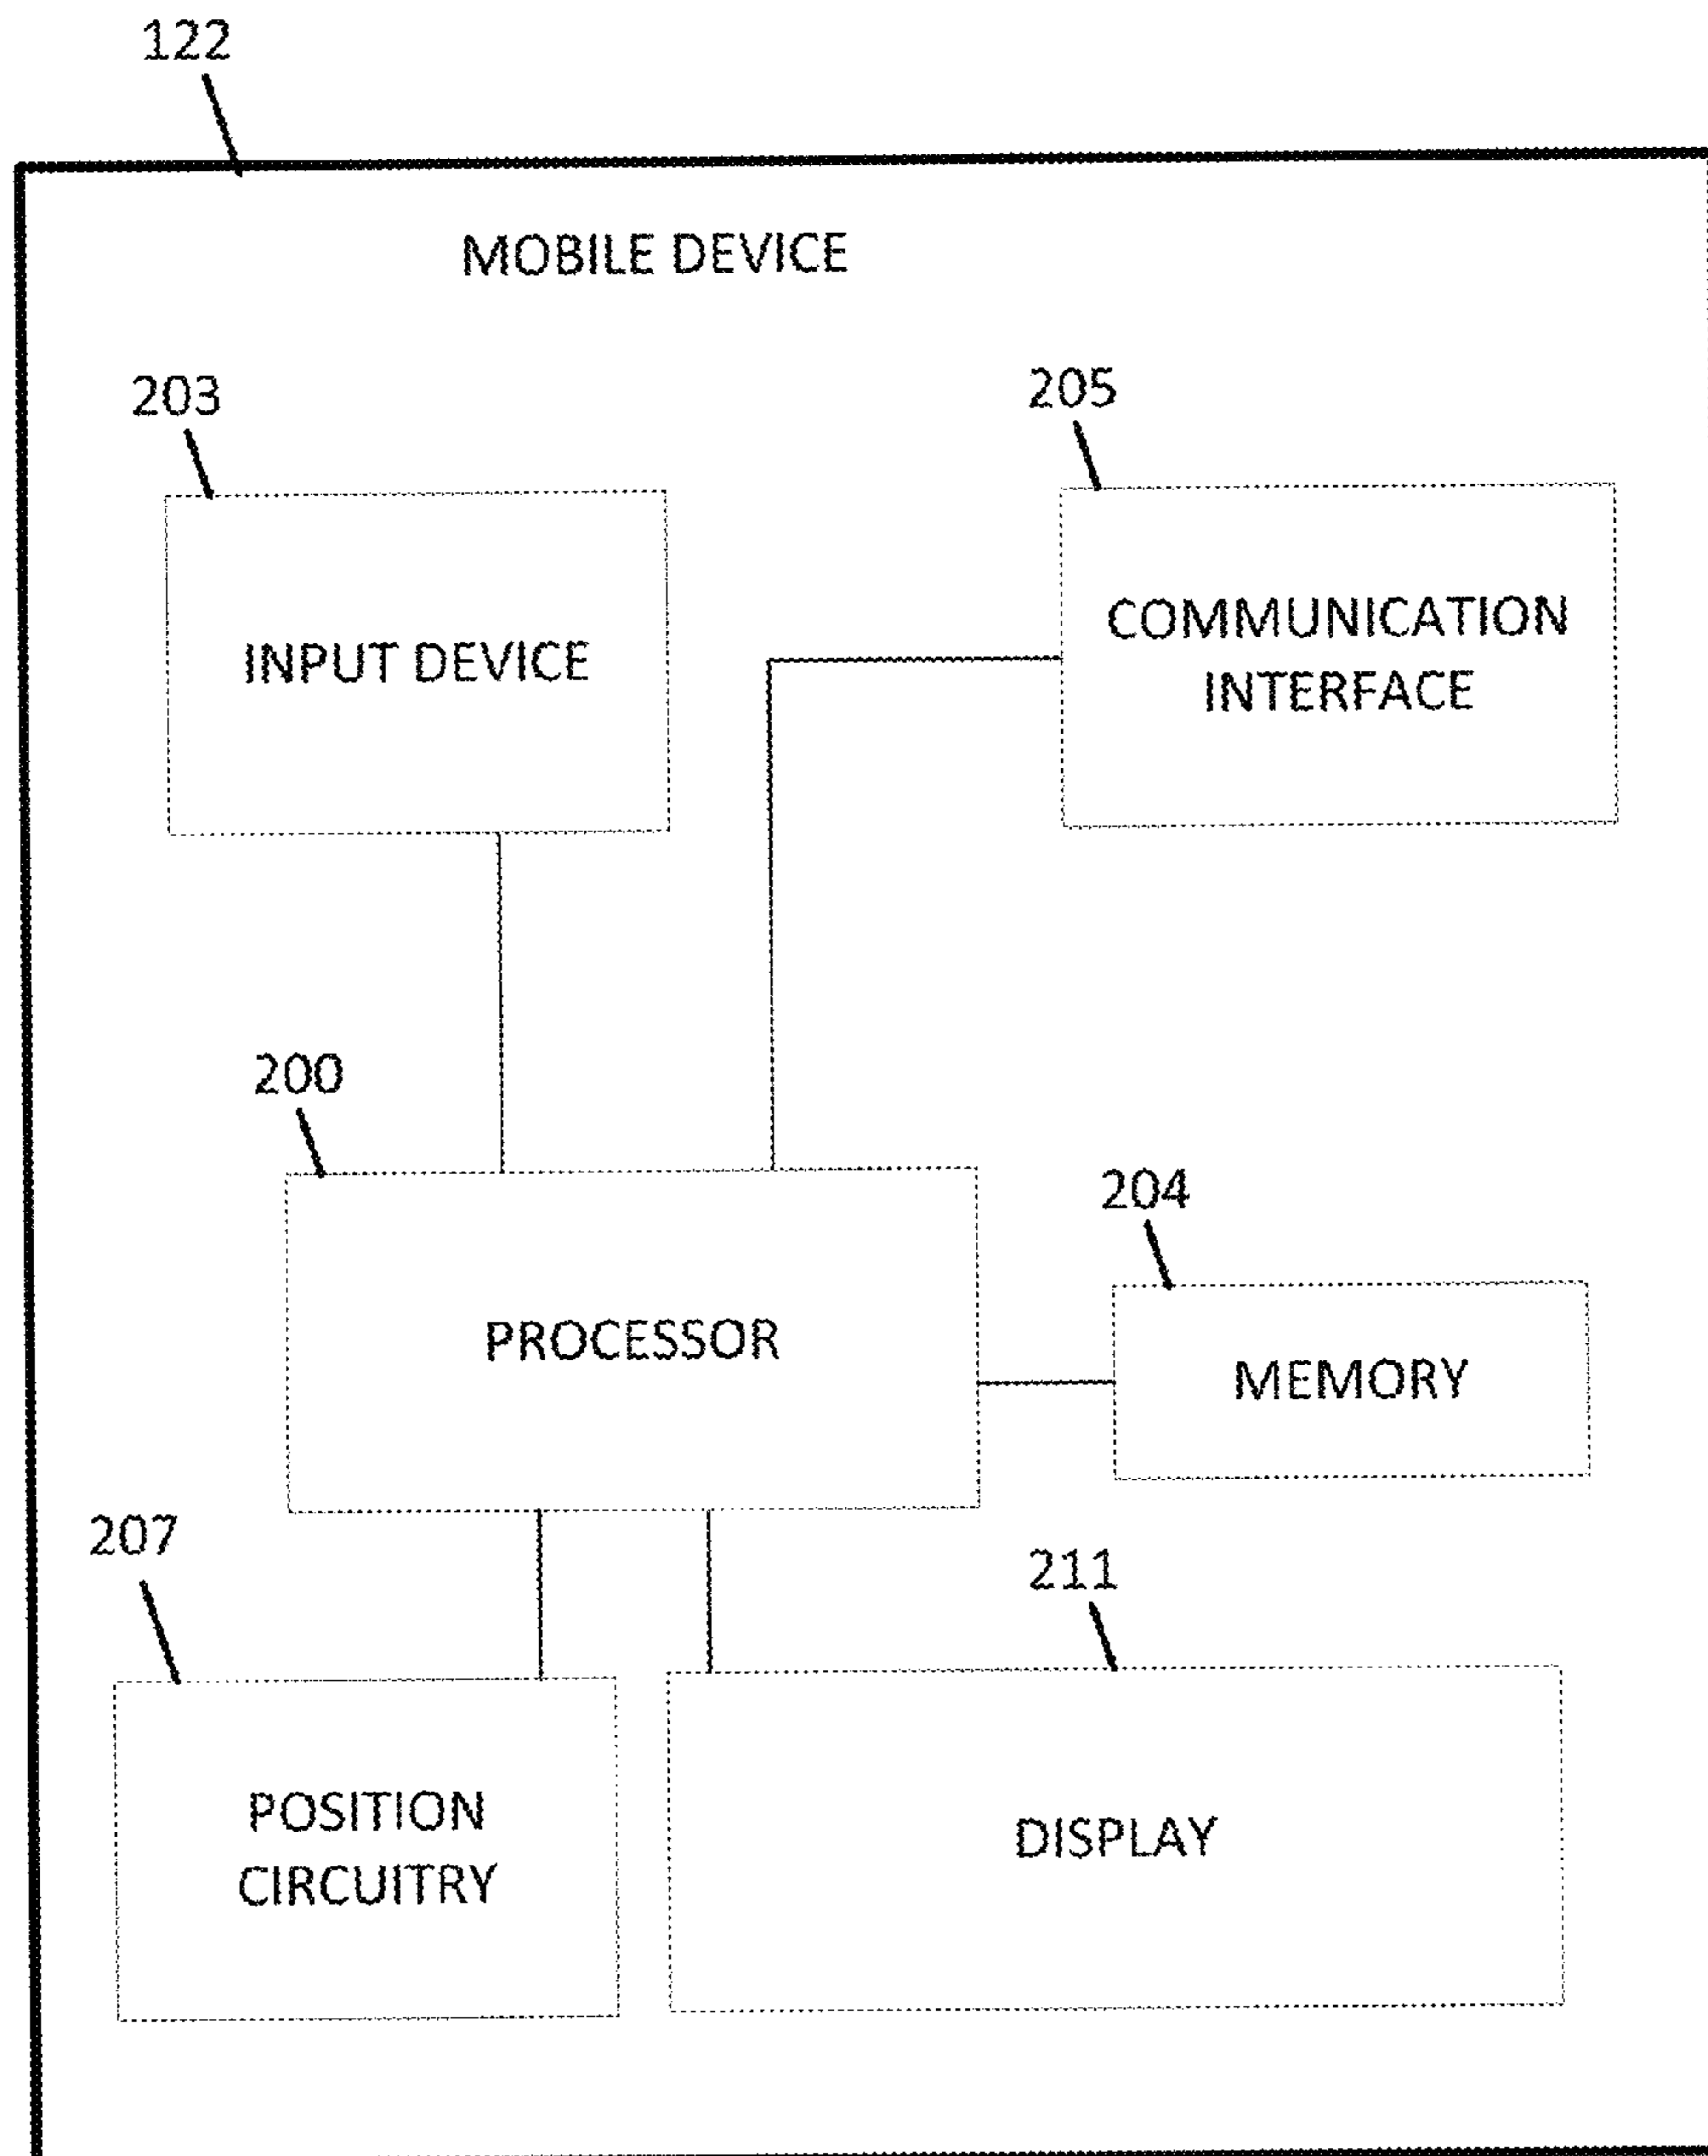 122
MOBILE DEVICE
203
205
INPUT DEVICE
COMMUNICATION
INTERFACE
200
204
PROCESSOR
MEMORY
207
211
POSITION
CIRCUITRY
DISPLAY